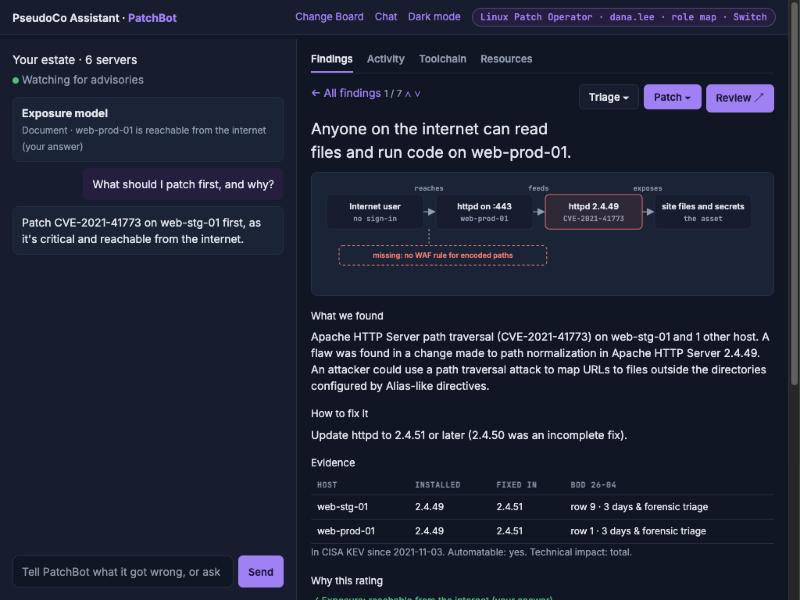 PseudoCo Assistant · PatchBot
Change Board Chat Dark mode Linux Patch Operator · dana.lee · role map · Switch
Your estate · 6 servers
Watching for advisories
Exposure model
Document · web-prod-01 is reachable from the internet
(your answer)
What should I patch first, and why?
Patch CVE-2021-41773 on web-stg-01 first, as
it's critical and reachable from the internet.
Tell PatchBot what it got wrong, or ask
Send
Findings Activity Toolchain Resources
← All findings 1 / 7 ∧ ∨
Triage Patch Review ↗
Anyone on the internet can read
files and run code on web-prod-01.
reaches feeds exposes
Internet user
no sign-in
httpd on :443
web-prod-01
httpd 2.4.49
CVE-2021-41773
site files and secrets
the asset
missing: no WAF rule for encoded paths
What we found
Apache HTTP Server path traversal (CVE-2021-41773) on web-stg-01 and 1 other host. A
flaw was found in a change made to path normalization in Apache HTTP Server 2.4.49.
An attacker could use a path traversal attack to map URLs to files outside the directories
configured by Alias-like directives.
How to fix it
Update httpd to 2.4.51 or later (2.4.50 was an incomplete fix).
Evidence
HOST INSTALLED FIXED IN BOD 26-04
web-stg-01 2.4.49 2.4.51 row 9 · 3 days & forensic triage
web-prod-01 2.4.49 2.4.51 row 1 · 3 days & forensic triage
In CISA KEV since 2021-11-03. Automatable: yes. Technical impact: total.
Why this rating
✓ Exposure: reachable from the internet (your answer)